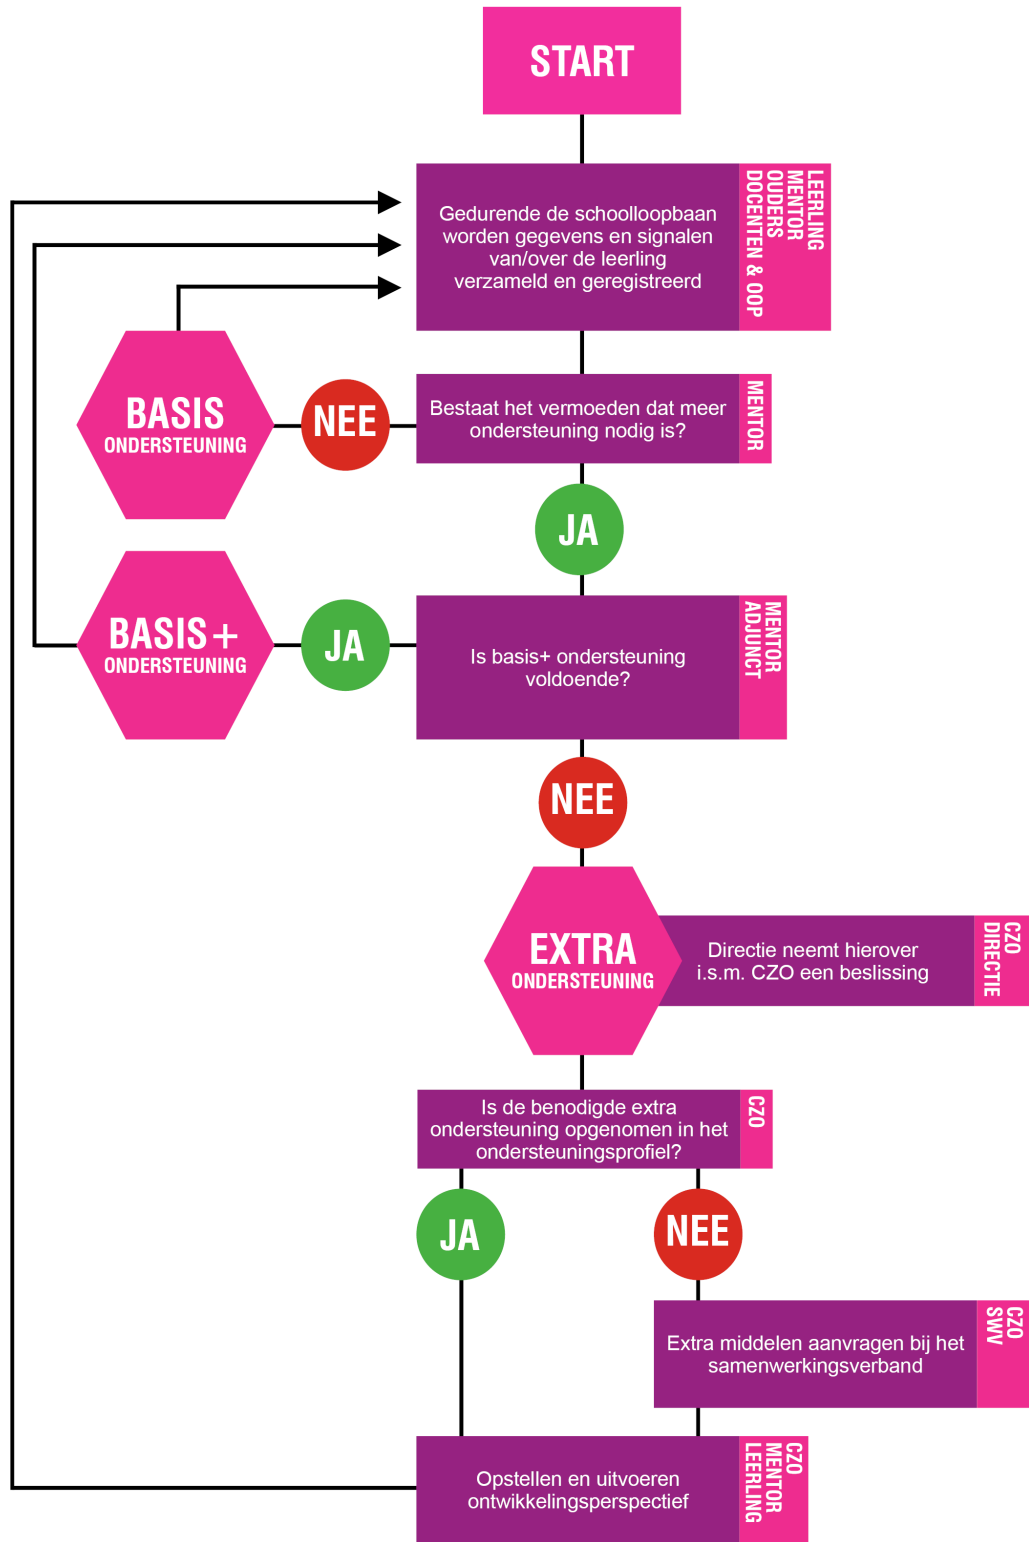 START
Gedurende de schoolloopbaan
worden gegevens en signalen
van/over de leerling
verzameld en geregistreerd
LEERLING
MENTOR
OUDERS
DOCENTEN & OOP
BASIS
ONDERSTEUNING
NEE
Bestaat het vermoeden dat meer
ondersteuning nodig is?
MENTOR
JA
BASIS+
ONDERSTEUNING
JA
Is basis+ ondersteuning
voldoende?
MENTOR
ADJUNCT
NEE
EXTRA
ONDERSTEUNING
Directie neemt hierover
i.s.m. CZO een beslissing
CZO
DIRECTIE
Is de benodigde extra
ondersteuning opgenomen in het
ondersteuningsprofiel?
CZO
JA
NEE
Extra middelen aanvragen bij het
samenwerkingsverband
CZO
SWV
Opstellen en uitvoeren
ontwikkelingsperspectief
CZO
MENTOR
LEERLING